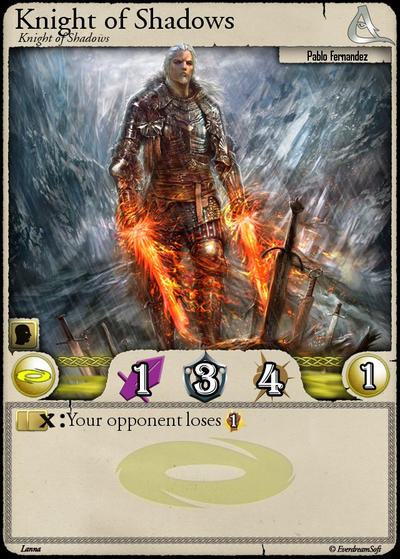 Knight of Shadows
Knight of Shadows
Pablo Fernandez
1 3 4 1
X :Your opponent loses 1
Lanna © EverdreamSoft